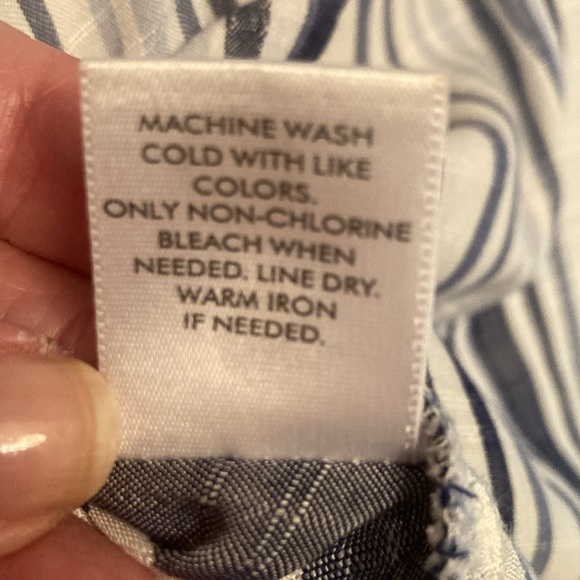 MACHINE WASH
COLD WITH LIKE
COLORS.
ONLY NON-CHLORINE
BLEACH WHEN
NEEDED. LINE DRY.
WARM IRON
IF NEEDED.